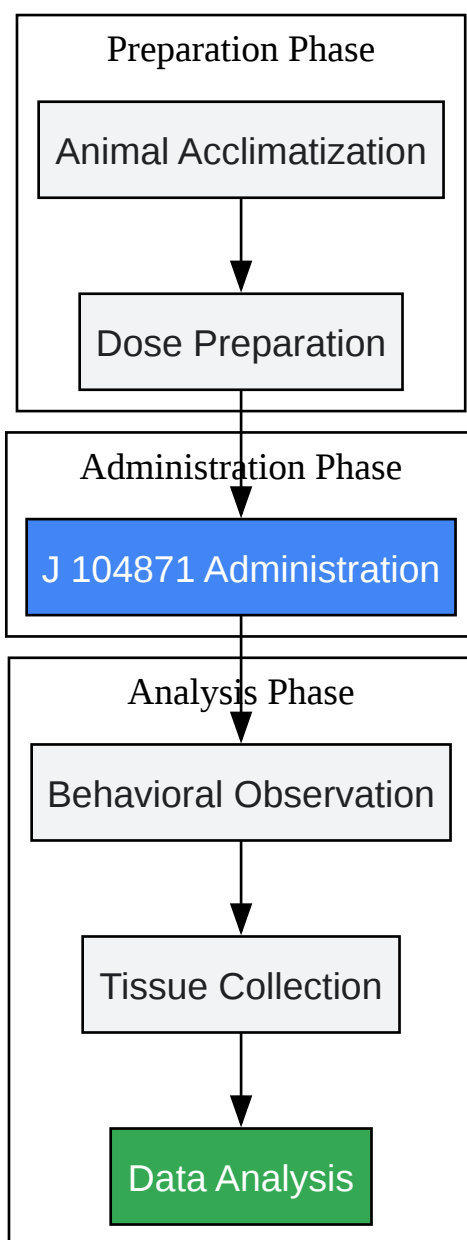 Preparation Phase
Animal Acclimatization
Dose Preparation
Administration Phase
J 104871 Administration
Analysis Phase
Behavioral Observation
Tissue Collection
Data Analysis